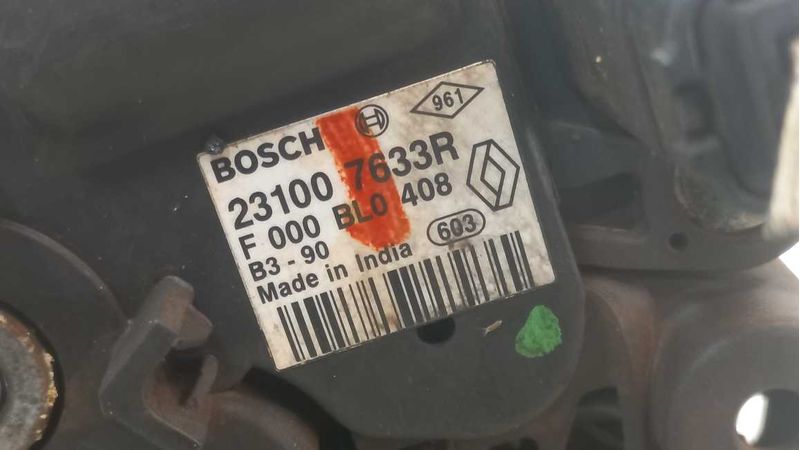 BOSCH
961
23100 7633R
F 000 BL0 408
B3 - 90
603
Made in India